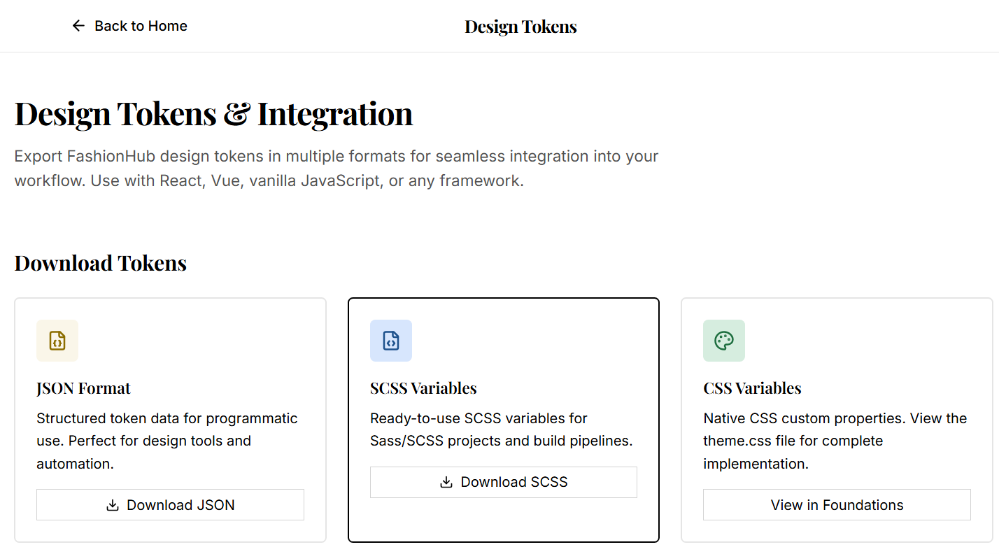 Back to Home
Design Tokens
Design Tokens & Integration
Export FashionHub design tokens in multiple formats for seamless integration into your
workflow. Use with React, Vue, vanilla JavaScript, or any framework.
Download Tokens
JSON Format
Structured token data for programmatic
use. Perfect for design tools and
automation.
Download JSON
SCSS Variables
Ready-to-use SCSS variables for
Sass/SCSS projects and build pipelines.
Download SCSS
CSS Variables
Native CSS custom properties. View the
theme.css file for complete
implementation.
View in Foundations